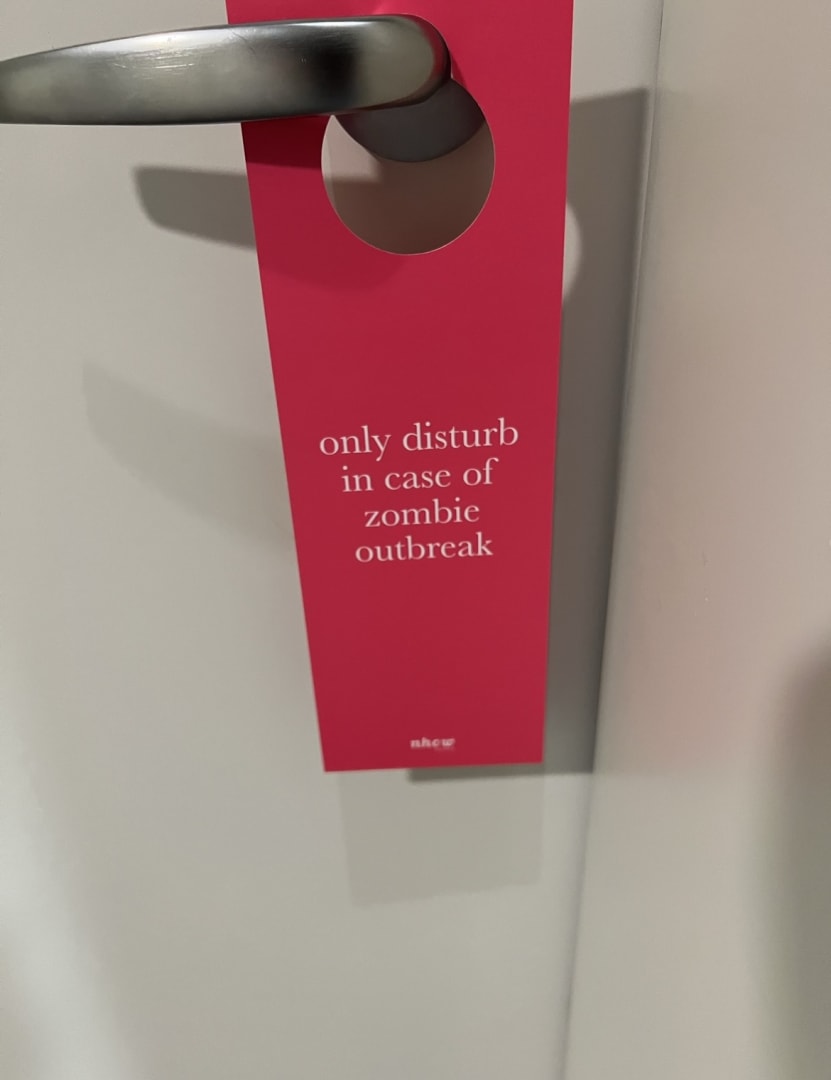 only disturb
in case of
zombie
outbreak
nhow